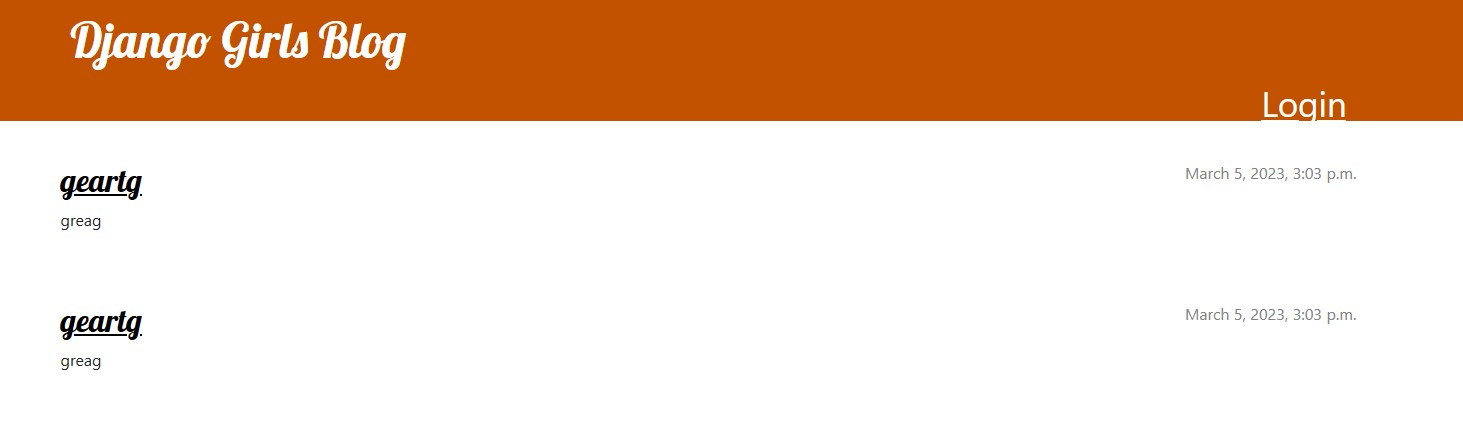 Django Girls Blog
Login
geartg
March 5, 2023, 3:03 p.m.
greag
geartg
March 5, 2023, 3:03 p.m.
greag